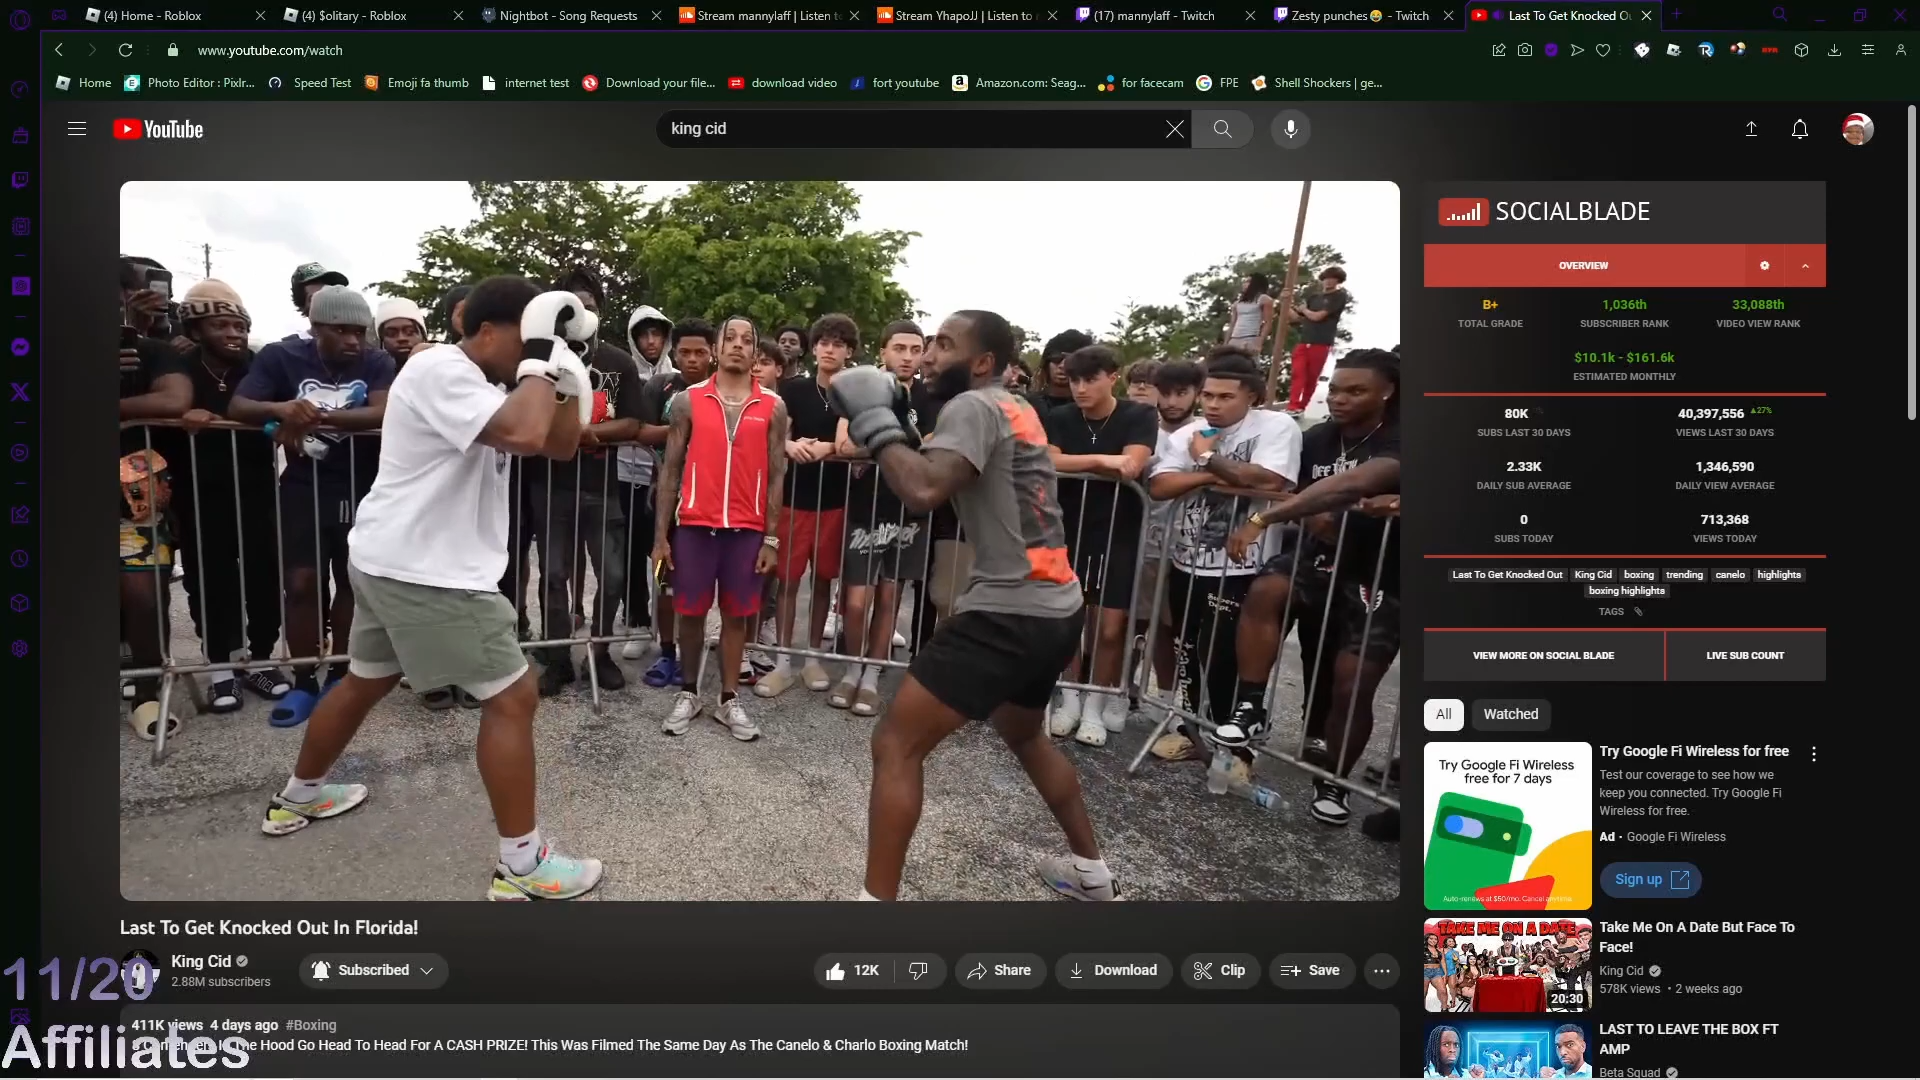 (4) Home - Roblox
(4) $olitary - Roblox
Nightbot - Song Requests
Stream mannylaff | Listen t
Stream YhapoJJ | Listen to
(17) mannylaff - Twitch
Zesty punches😂 - Twitch
Last To Get Knocked Ou
www.youtube.com/watch
Home
Photo Editor : Pixlr...
Speed Test
Emoji fa thumb
internet test
Download your file...
download video
fort youtube
Amazon.com: Seag...
for facecam
FPE
Shell Shockers | ge...
YouTube
king cid
SOCIALBLADE
OVERVIEW
B+ 1,036th 33,088th
TOTAL GRADE SUBSCRIBER RANK VIDEO VIEW RANK
$10.1k - $161.6k
ESTIMATED MONTHLY
80K 40,397,556 ▲27%
SUBS LAST 30 DAYS VIEWS LAST 30 DAYS
2.33K 1,346,590
DAILY SUB AVERAGE DAILY VIEW AVERAGE
0 713,368
SUBS TODAY VIEWS TODAY
Last To Get Knocked Out King Cid boxing trending canelo highlights
boxing highlights
TAGS
VIEW MORE ON SOCIAL BLADE LIVE SUB COUNT
All Watched
Try Google Fi Wireless
free for 7 days
Auto-renews at $50/mo. Cancel anytime.
Try Google Fi Wireless for free
Test our coverage to see how we
keep you connected. Try Google Fi
Wireless for free.
Ad · Google Fi Wireless
Sign up
TAKE ME ON A DATE
20:30
Take Me On A Date But Face To
Face!
King Cid
578K views • 2 weeks ago
LAST TO LEAVE THE BOX FT
AMP
Beta Squad
Last To Get Knocked Out In Florida!
King Cid
2.88M subscribers
Subscribed
12K
Share
Download
Clip
Save
411K views 4 days ago #Boxing
The Hood Go Head To Head For A CASH PRIZE! This Was Filmed The Same Day As The Canelo & Charlo Boxing Match!
11/20
Affiliates